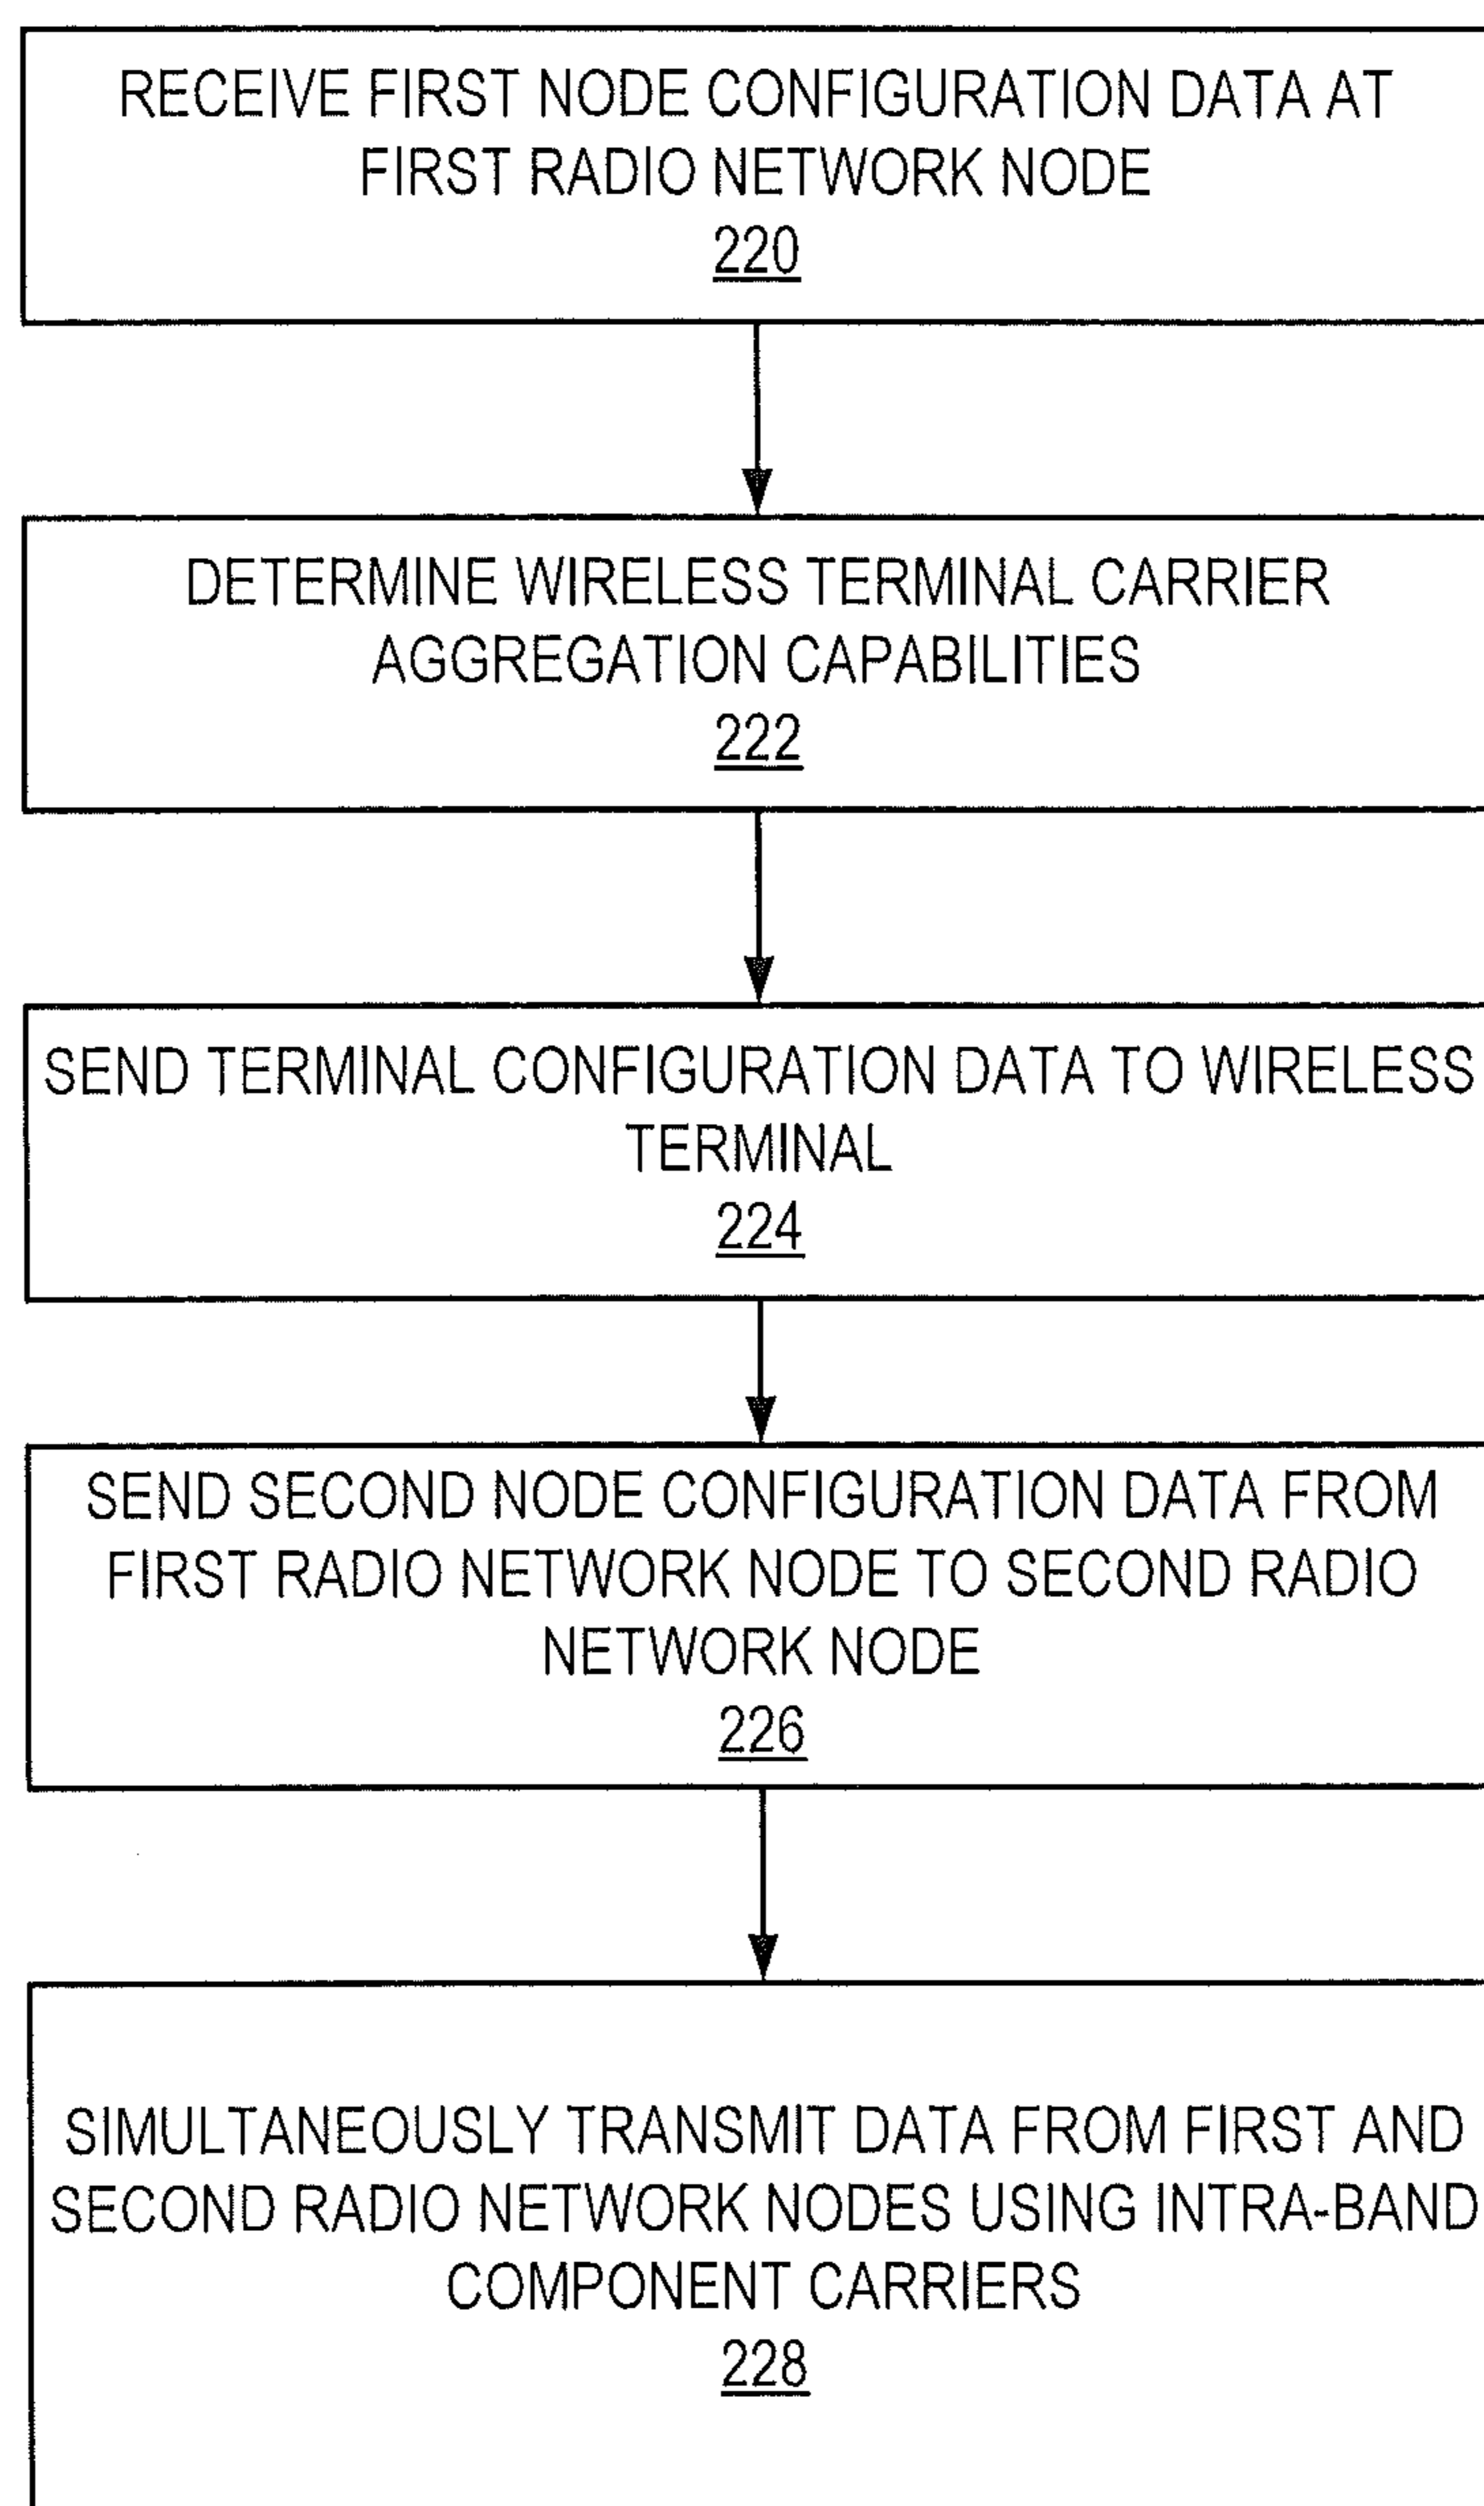 RECEIVE FIRST NODE CONFIGURATION DATA AT
FIRST RADIO NETWORK NODE
220
DETERMINE WIRELESS TERMINAL CARRIER
AGGREGATION CAPABILITIES
222
SEND TERMINAL CONFIGURATION DATA TO WIRELESS
TERMINAL
224
SEND SECOND NODE CONFIGURATION DATA FROM
FIRST RADIO NETWORK NODE TO SECOND RADIO
NETWORK NODE
226
SIMULTANEOUSLY TRANSMIT DATA FROM FIRST AND
SECOND RADIO NETWORK NODES USING INTRA-BAND
COMPONENT CARRIERS
228